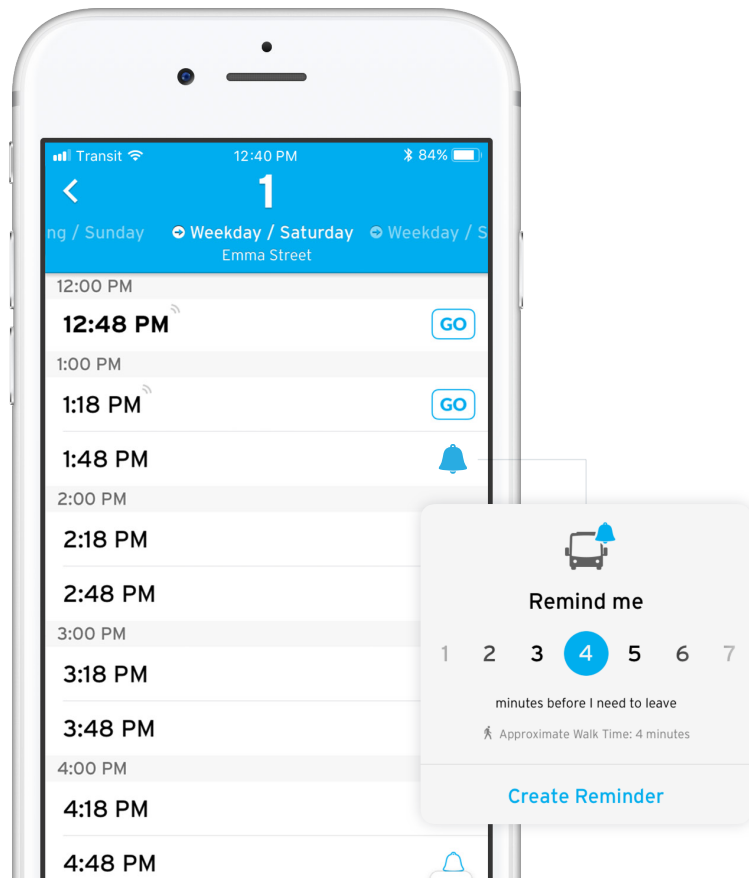 Transit 12:40 PM 84%
1
ng / Sunday Weekday / Saturday Weekday / S
Emma Street
12:00 PM
12:48 PM GO
1:00 PM
1:18 PM GO
1:48 PM
2:00 PM
2:18 PM
2:48 PM
3:00 PM
3:18 PM
3:48 PM
4:00 PM
4:18 PM
4:48 PM
Remind me
1 2 3 4 5 6 7
minutes before I need to leave
Approximate Walk Time: 4 minutes
Create Reminder